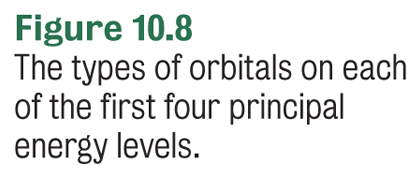 Figure 10.8
The types of orbitals on each
of the first four principal
energy levels.